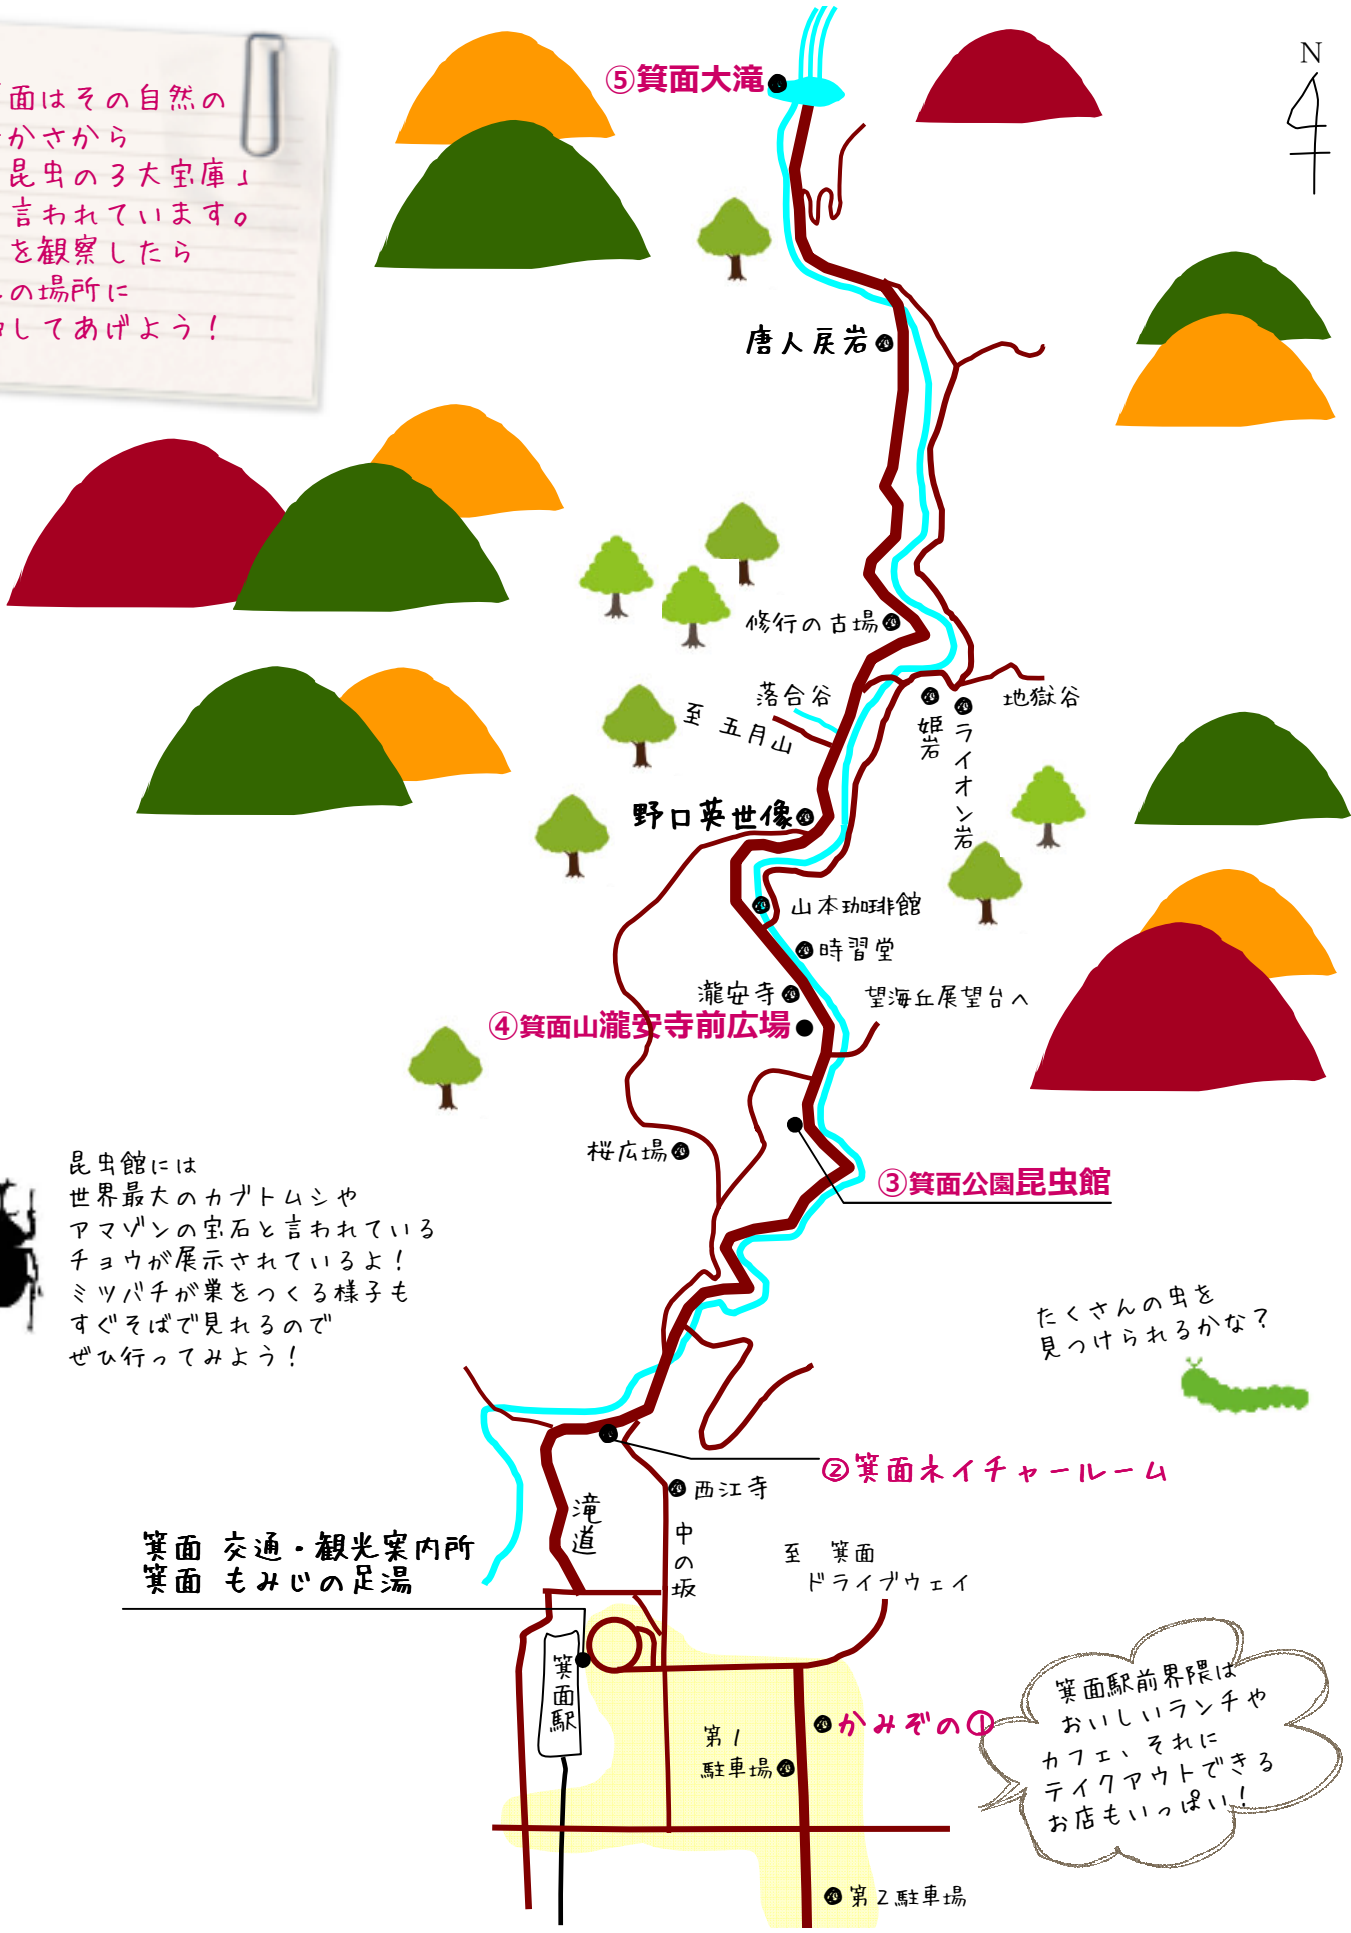 ⑤箕面大滝
N
面はその自然の
かさから
昆虫の3大宝庫」
言われています。
を観察したら
の場所に
してあげよう！
唐人戻岩
修行の古場
落合谷
至 五月山
姫岩
ライオン岩
地獄谷
野口英世像
山本珈琲館
時習堂
瀧安寺
望海丘展望台へ
④箕面山瀧安寺前広場
桜広場
③箕面公園昆虫館
昆虫館には
世界最大のカブトムシや
アマゾンの宝石と言われている
チョウが展示されているよ！
ミツバチが巣をつくる様子も
すぐそばで見れるので
ぜひ行ってみよう！
たくさんの虫を
見つけられるかな？
②箕面ネイチャールーム
西江寺
滝道
中の坂
箕面 交通・観光案内所
箕面 もみじの足湯
至 箕面
ドライブウェイ
箕面駅
かみぞの①
第1
駐車場
箕面駅前界隈は
おいしいランチや
カフェ、それに
テイクアウトできる
お店もいっぱい！
第2駐車場